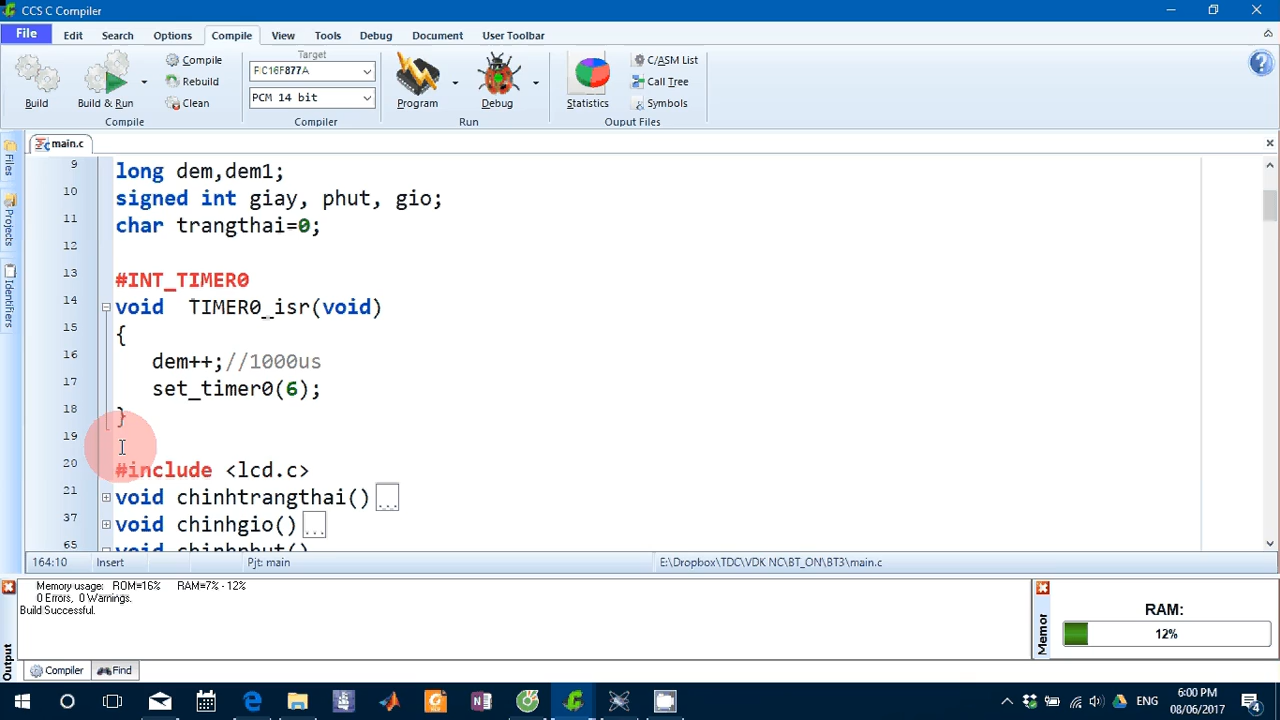 CCS C Compiler
File Edit Search Options Compile View Tools Debug Document User Toolbar
Build
Build & Run
Compile
Rebuild
Clean
Compile
Target
PIC16F877A
PCM 14 bit
Compiler
Program
Debug
Run
Statistics
C/ASM List
Call Tree
Symbols
Ouput Files
Files
Projects
Identifiers
main.c
9 long dem,dem1;
10 signed int giay, phut, gio;
11 char trangthai=0;
12
13 #INT_TIMER0
14 void TIMER0_isr(void)
15 {
16 dem++;//1000us
17 set_timer0(6);
18 }
19
20 #include <lcd.c>
21 void chinhtrangthai()...
37 void chinhgio()...
65 void chinhphut()
164:10 Insert Pjt: main E:\Dropbox\TDC\VDK NC\BT_ON\BT3\main.c
Memory usage: ROM=16% RAM=7% - 12%
0 Errors, 0 Warnings.
Build Successful.
Output
Compiler Find
Memor
RAM:
12%
ENG
6:00 PM
08/06/2017
4